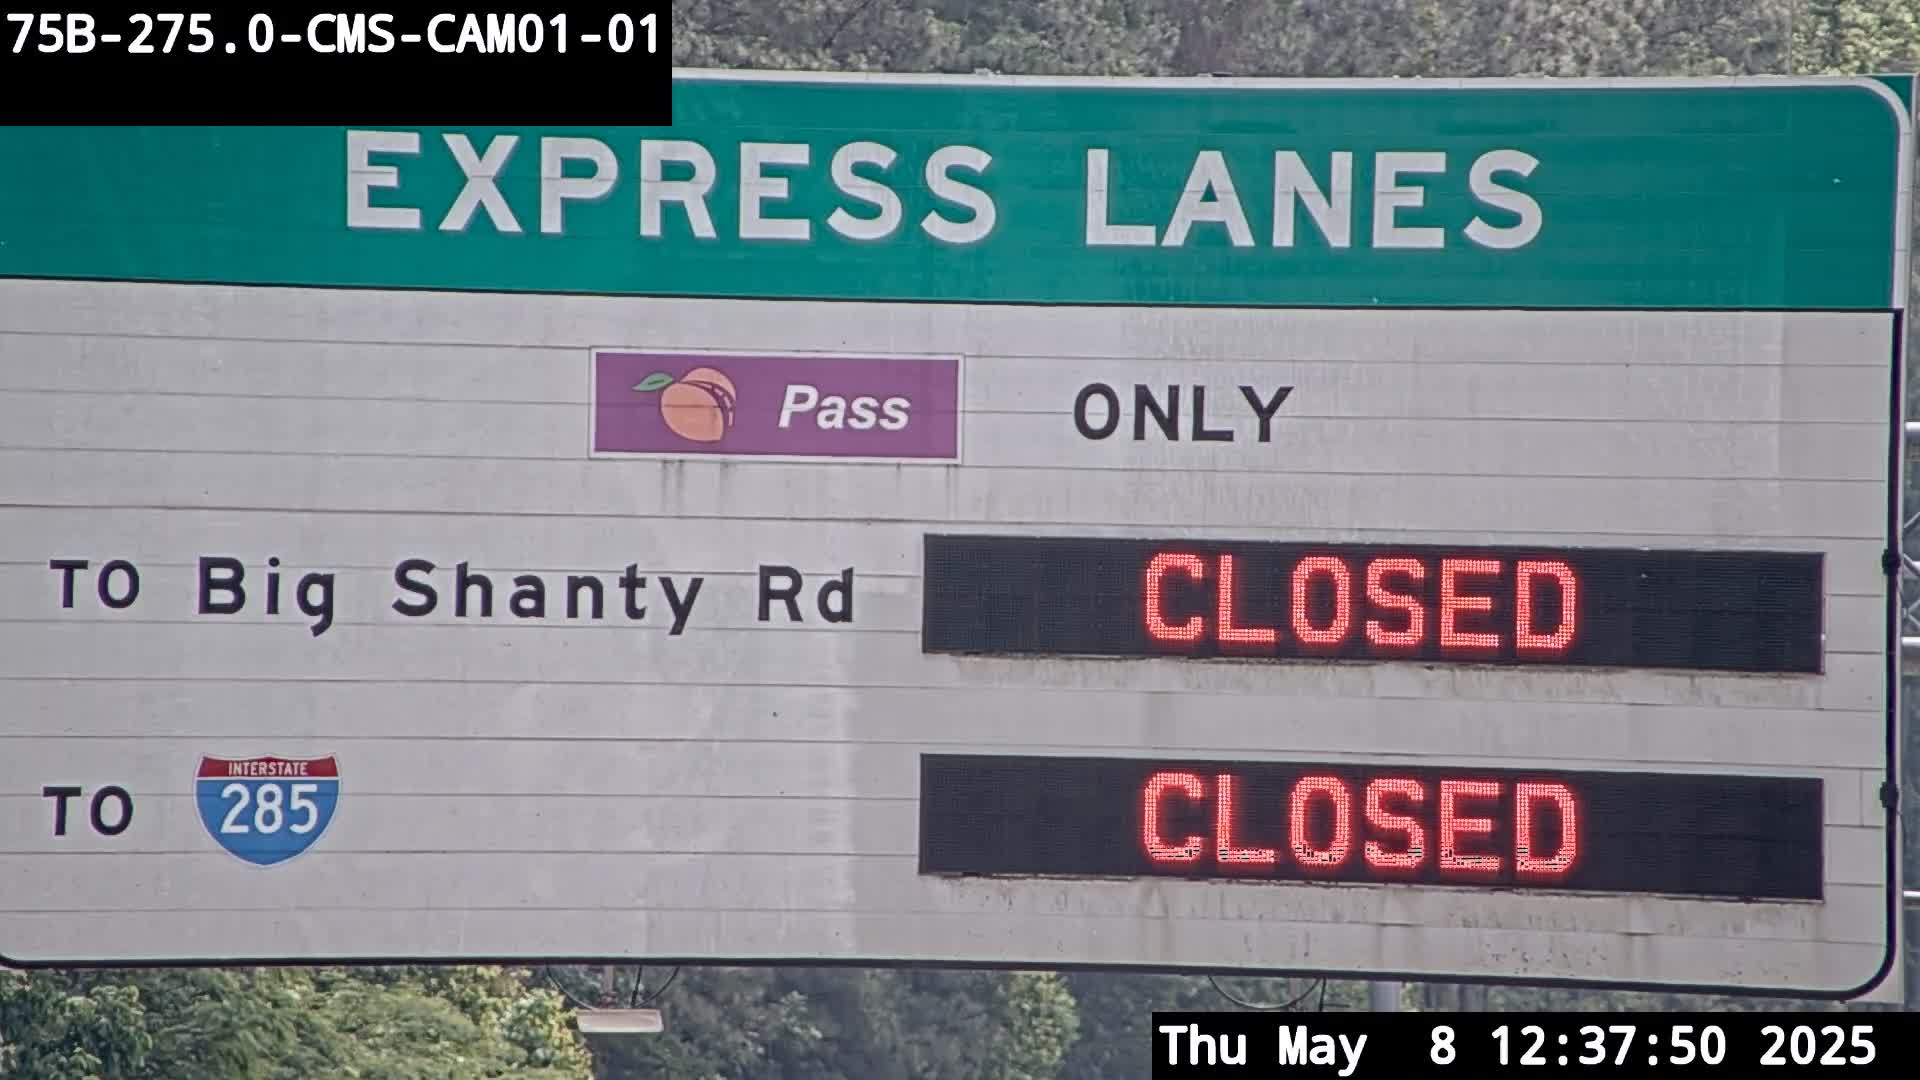 75B-275.0-CMS-CAM01-01
EXPRESS LANES
Pass ONLY
TO Big Shanty Rd CLOSED
TO INTERSTATE 285 CLOSED
Thu May 8 12:37:50 2025